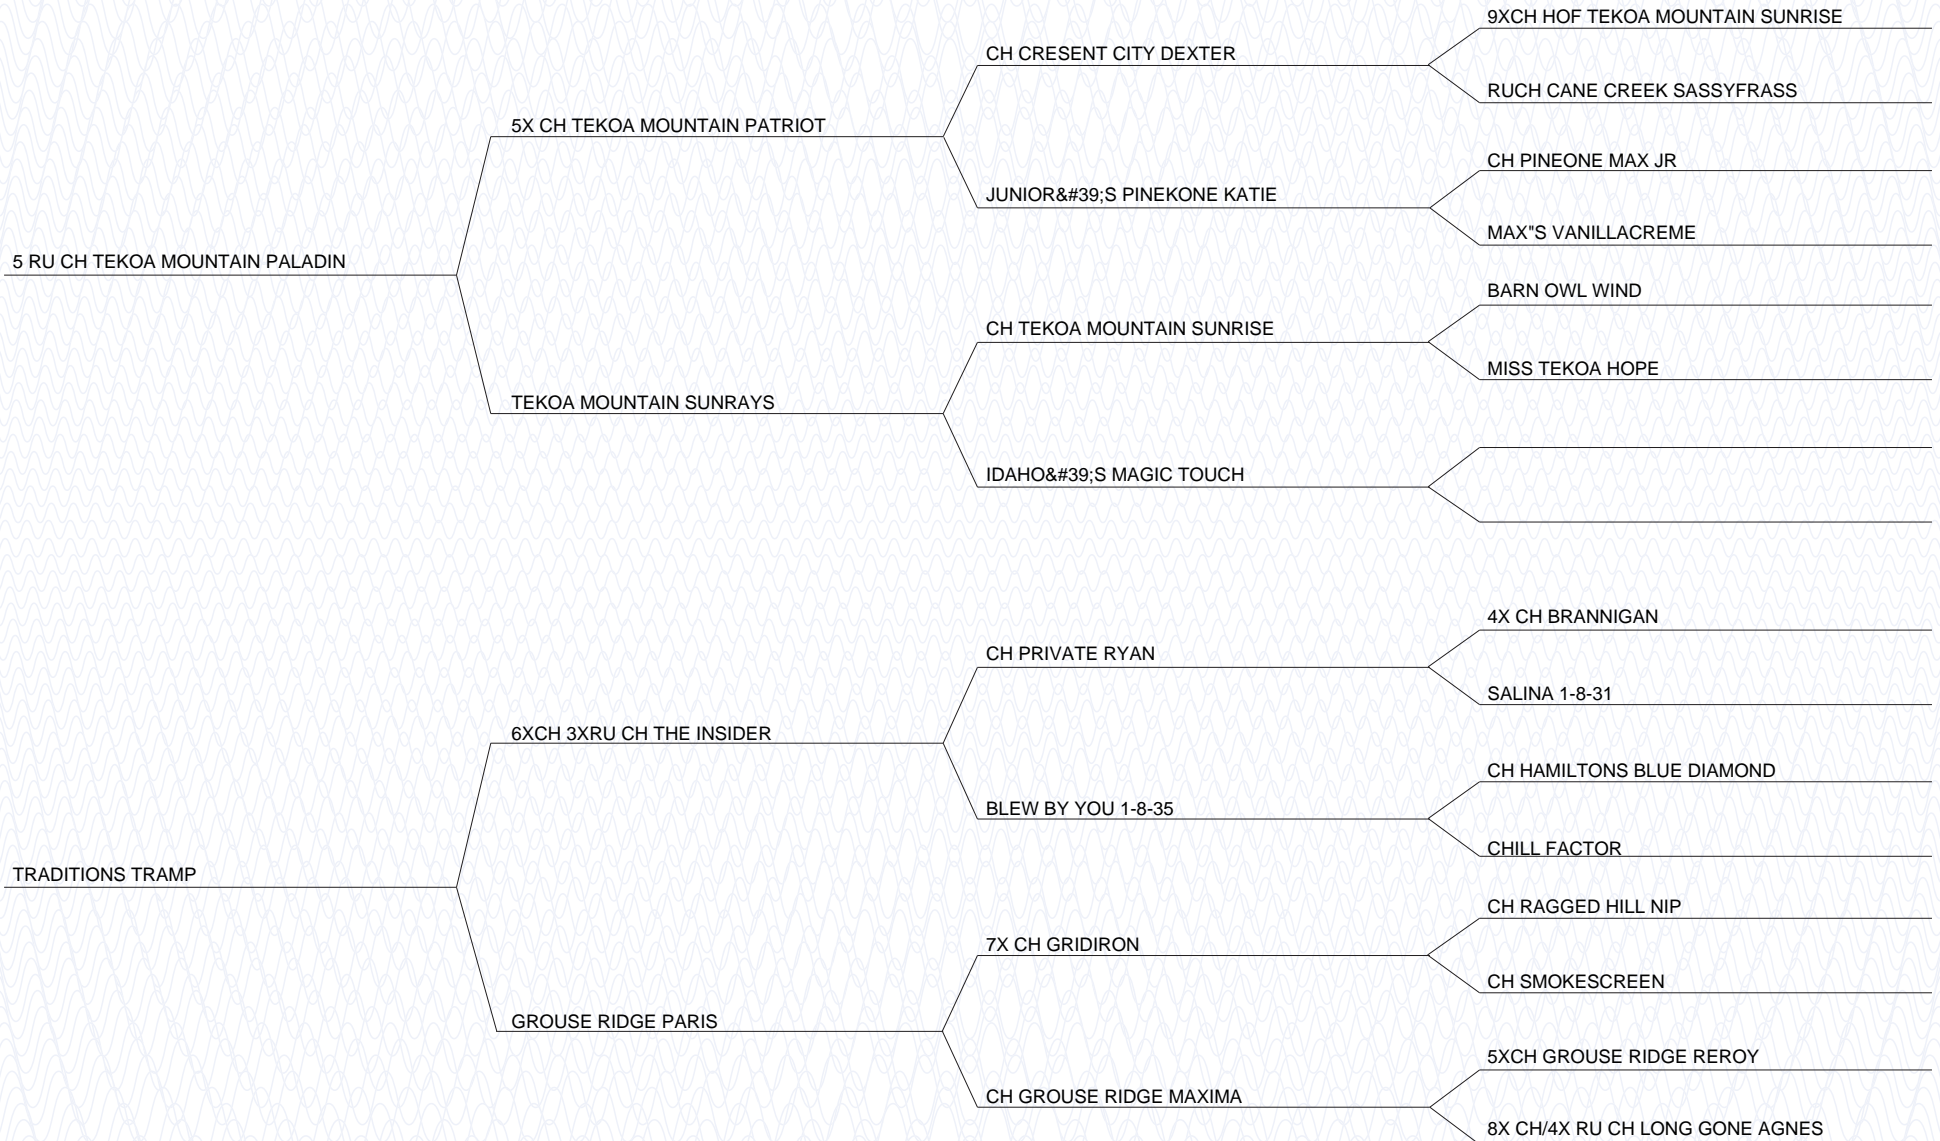 9XCH HOF TEKOA MOUNTAIN SUNRISE
CH CRESENT CITY DEXTER
RUCH CANE CREEK SASSYFRASS
5X CH TEKOA MOUNTAIN PATRIOT
CH PINEONE MAX JR
JUNIOR&#39;S PINEKONE KATIE
MAX"S VANILLACREME
5 RU CH TEKOA MOUNTAIN PALADIN
BARN OWL WIND
CH TEKOA MOUNTAIN SUNRISE
MISS TEKOA HOPE
TEKOA MOUNTAIN SUNRAYS
IDAHO&#39;S MAGIC TOUCH
4X CH BRANNIGAN
CH PRIVATE RYAN
SALINA 1-8-31
6XCH 3XRU CH THE INSIDER
CH HAMILTONS BLUE DIAMOND
BLEW BY YOU 1-8-35
CHILL FACTOR
TRADITIONS TRAMP
CH RAGGED HILL NIP
7X CH GRIDIRON
CH SMOKESCREEN
GROUSE RIDGE PARIS
5XCH GROUSE RIDGE REROY
CH GROUSE RIDGE MAXIMA
8X CH/4X RU CH LONG GONE AGNES